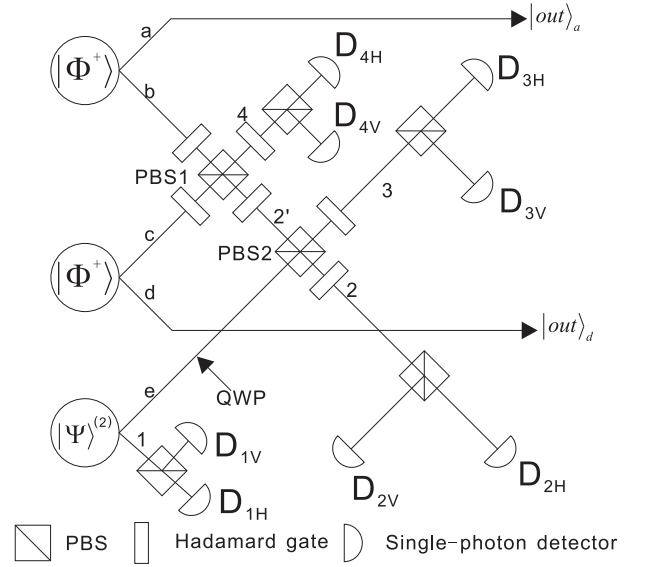 a
|out⟩a
|Φ⁺⟩
b
D4H
D3H
4
D4V
PBS1
3
D3V
c
2'
PBS2
|Φ⁺⟩
d
2
|out⟩d
e
QWP
|Ψ⟩⁽²⁾
1
D1V
D1H
D2V
D2H
PBS
Hadamard gate
Single-photon detector